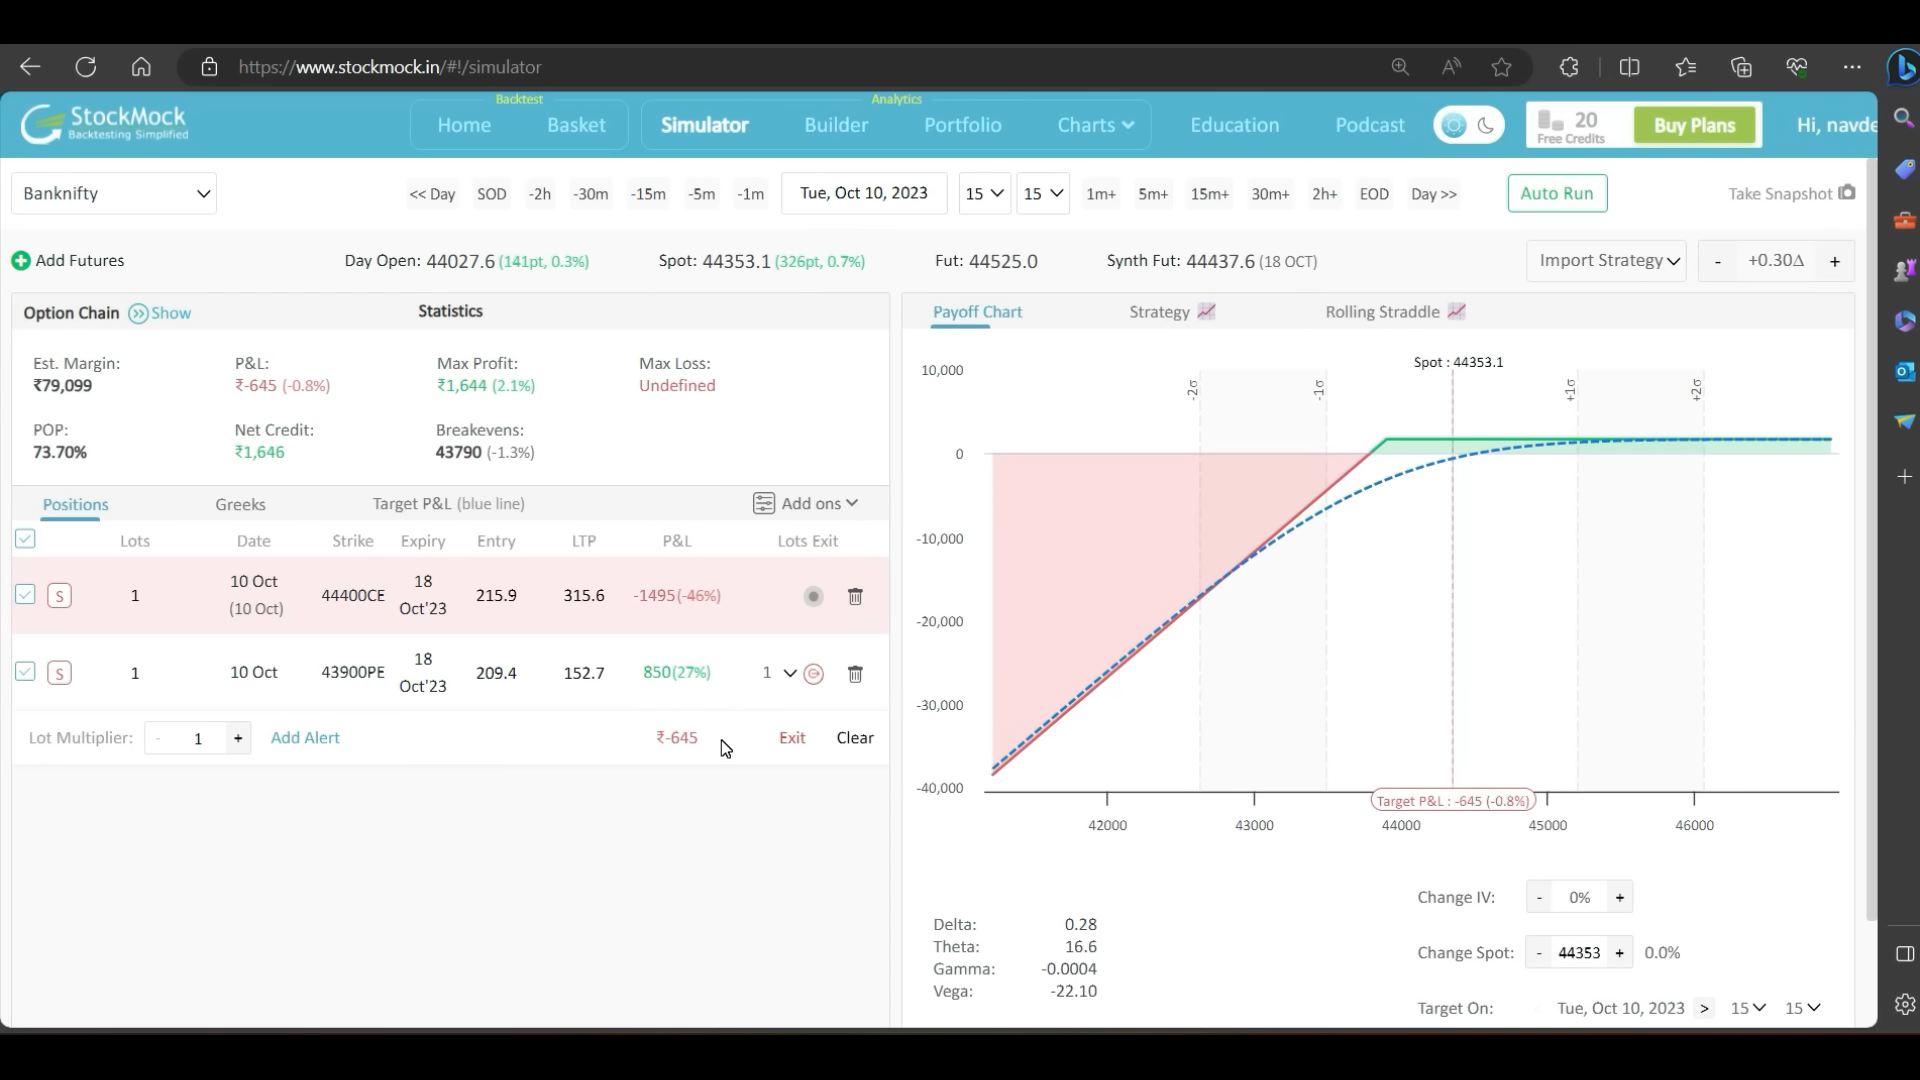 https://www.stockmock.in/#!/simulator
StockMock
Backtesting Simplified
Backtest
Home
Basket
Analytics
Simulator
Builder
Portfolio
Charts
Education
Podcast
20
Free Credits
Buy Plans
Hi, navde
Banknifty
<< Day
SOD
-2h
-30m
-15m
-5m
-1m
Tue, Oct 10, 2023
15
15
1m+
5m+
15m+
30m+
2h+
EOD
Day >>
Auto Run
Take Snapshot
Add Futures
Day Open: 44027.6 (141pt, 0.3%)
Spot: 44353.1 (326pt, 0.7%)
Fut: 44525.0
Synth Fut: 44437.6 (18 OCT)
Import Strategy
- +0.30Δ +
Option Chain Show
Statistics
Est. Margin:
₹79,099
P&L:
₹-645 (-0.8%)
Max Profit:
₹1,644 (2.1%)
Max Loss:
Undefined
POP:
73.70%
Net Credit:
₹1,646
Breakevens:
43790 (-1.3%)
Positions
Greeks
Target P&L (blue line)
Add ons
Lots Date Strike Expiry Entry LTP P&L Lots Exit
S 1 10 Oct (10 Oct) 44400CE 18 Oct'23 215.9 315.6 -1495(-46%)
S 1 10 Oct 43900PE 18 Oct'23 209.4 152.7 850(27%) 1
Lot Multiplier: - 1 + Add Alert ₹-645 Exit Clear
Payoff Chart
Strategy
Rolling Straddle
Spot : 44353.1
10,000
0
-10,000
-20,000
-30,000
-40,000
-2σ
-1σ
+1σ
+2σ
Target P&L : -645 (-0.8%)
42000
43000
44000
45000
46000
Delta: 0.28
Theta: 16.6
Gamma: -0.0004
Vega: -22.10
Change IV: - 0% +
Change Spot: - 44353 + 0.0%
Target On: Tue, Oct 10, 2023 > 15 15